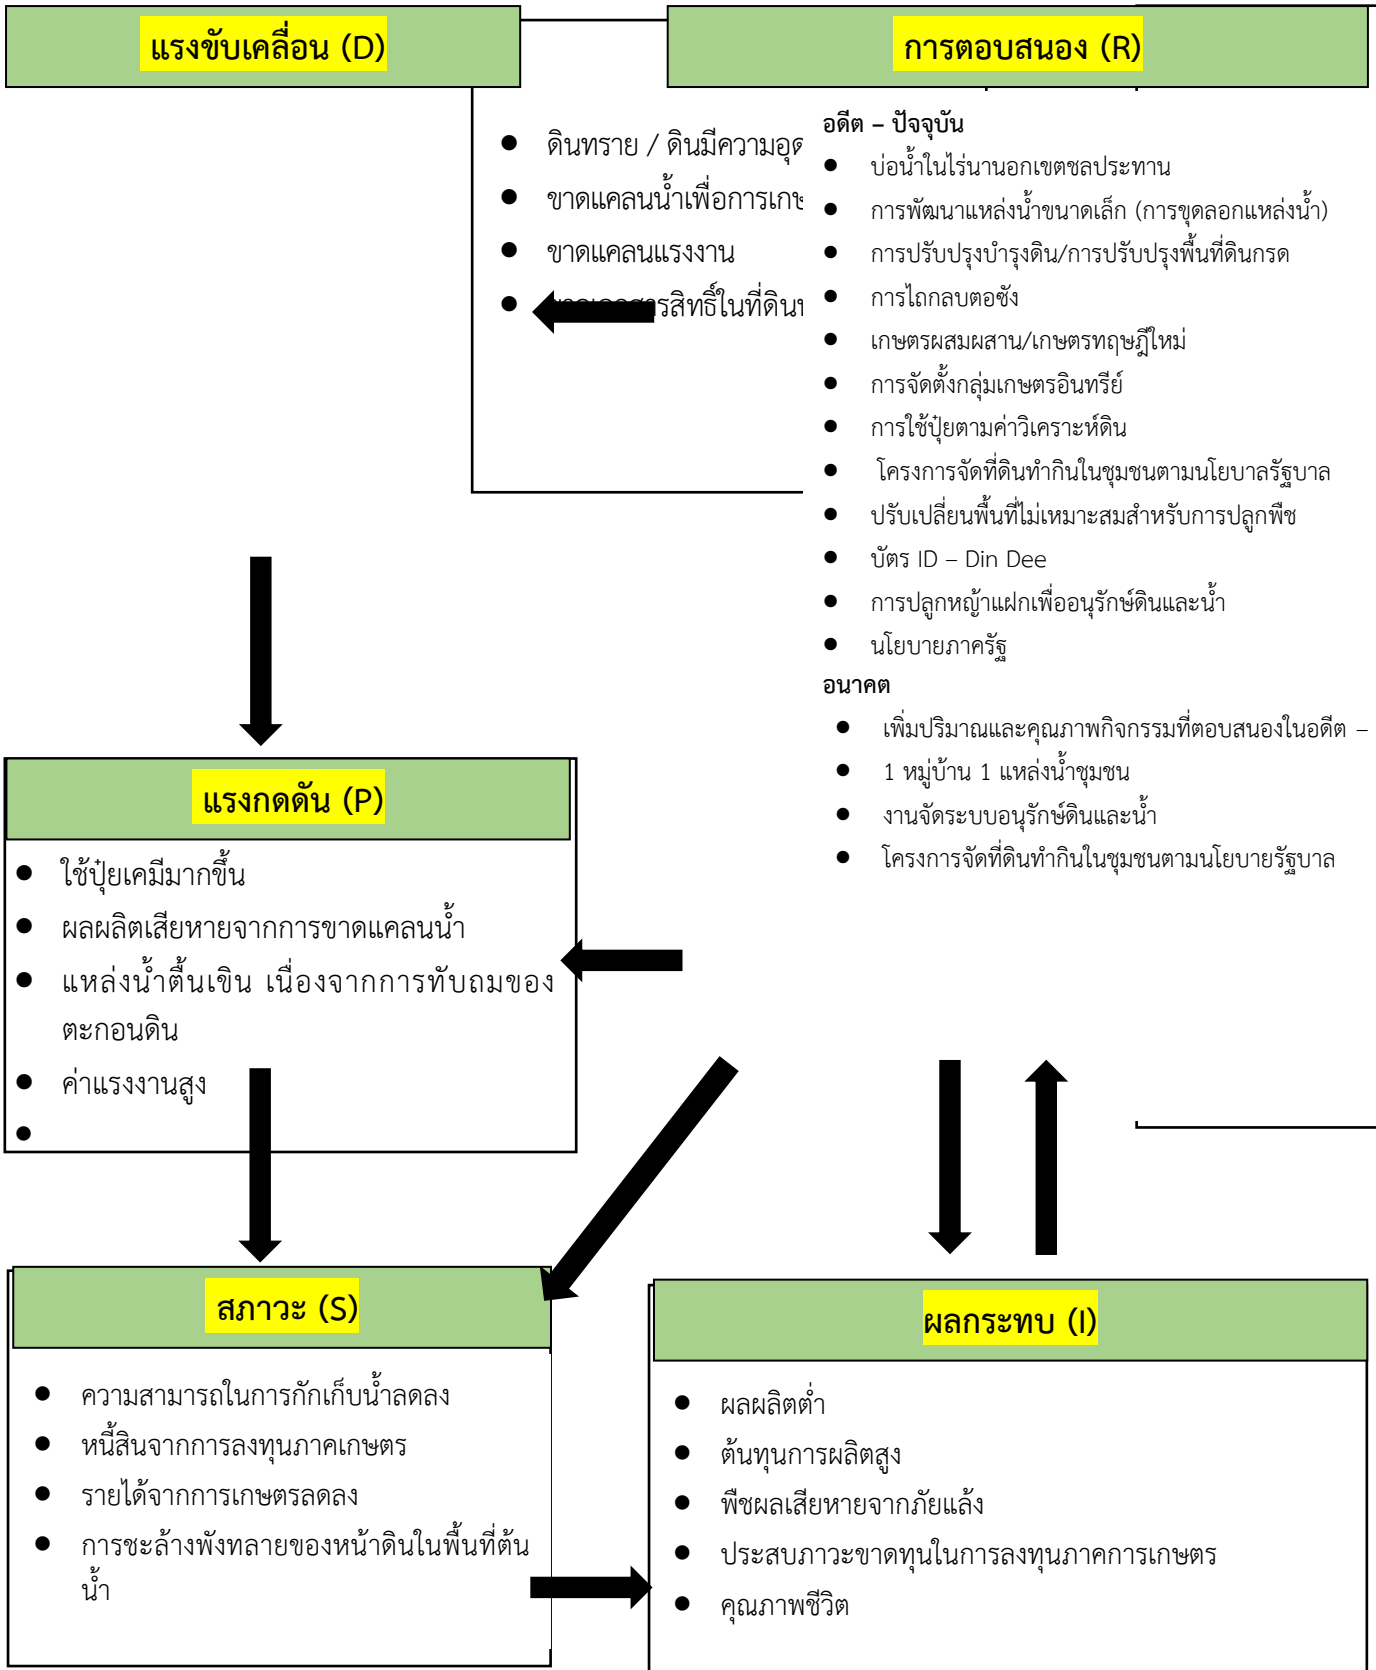 แรงขับเคลื่อน (D)
ดินทราย / ดินมีความอุด
ขาดแคลนน้ำเพื่อการเกษ
ขาดแคลนแรงงาน
รสิทธิ์ในที่ดิน
การตอบสนอง (R)
อดีต – ปัจจุบัน
บ่อน้ำในไร่นานอกเขตชลประทาน
การพัฒนาแหล่งน้ำขนาดเล็ก (การขุดลอกแหล่งน้ำ)
การปรับปรุงบำรุงดิน/การปรับปรุงพื้นที่ดินกรด
การไถกลบตอซัง
เกษตรผสมผสาน/เกษตรทฤษฎีใหม่
การจัดตั้งกลุ่มเกษตรอินทรีย์
การใช้ปุ๋ยตามค่าวิเคราะห์ดิน
โครงการจัดที่ดินทำกินในชุมชนตามนโยบาลรัฐบาล
ปรับเปลี่ยนพื้นที่ไม่เหมาะสมสำหรับการปลูกพืช
บัตร ID – Din Dee
การปลูกหญ้าแฝกเพื่ออนุรักษ์ดินและน้ำ
นโยบายภาครัฐ
อนาคต
เพิ่มปริมาณและคุณภาพกิจกรรมที่ตอบสนองในอดีต –
1 หมู่บ้าน 1 แหล่งน้ำชุมชน
งานจัดระบบอนุรักษ์ดินและน้ำ
โครงการจัดที่ดินทำกินในชุมชนตามนโยบายรัฐบาล
แรงกดดัน (P)
ใช้ปุ๋ยเคมีมากขึ้น
ผลผลิตเสียหายจากการขาดแคลนน้ำ
แหล่งน้ำตื้นเขิน เนื่องจากการทับถมของ
ตะกอนดิน
ค่าแรงงานสูง
สภาวะ (S)
ความสามารถในการกักเก็บน้ำลดลง
หนี้สินจากการลงทุนภาคเกษตร
รายได้จากการเกษตรลดลง
การชะล้างพังทลายของหน้าดินในพื้นที่ต้น
น้ำ
ผลกระทบ (I)
ผลผลิตต่ำ
ต้นทุนการผลิตสูง
พืชผลเสียหายจากภัยแล้ง
ประสบภาวะขาดทุนในการลงทุนภาคการเกษตร
คุณภาพชีวิต